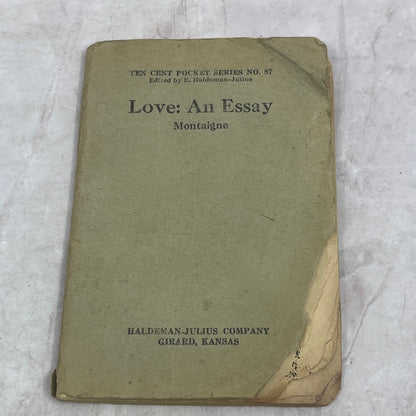 TEN CENT POCKET SERIES NO. 87
Edited by E. Haldeman-Julius
Love: An Essay
Montaigne
HALDEMAN-JULIUS COMPANY
GIRARD, KANSAS